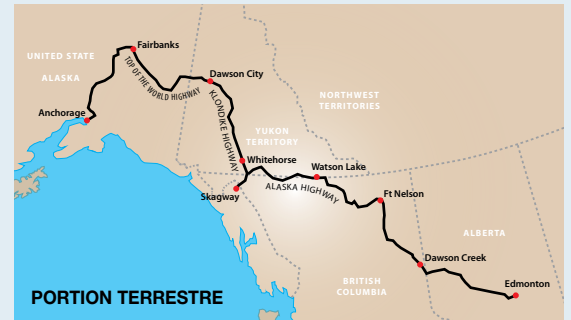 Fairbanks
UNITED STATE
ALASKA
TOP OF THE WORLD HIGHWAY
Dawson City
Anchorage
KLONDIKE HIGHWAY
NORTHWEST
TERRITORIES
YUKON
TERRITORY
Whitehorse
Watson Lake
Skagway
ALASKA HIGHWAY
Ft Nelson
ALBERTA
Dawson Creek
BRITISH
COLUMBIA
Edmonton
PORTION TERRESTRE